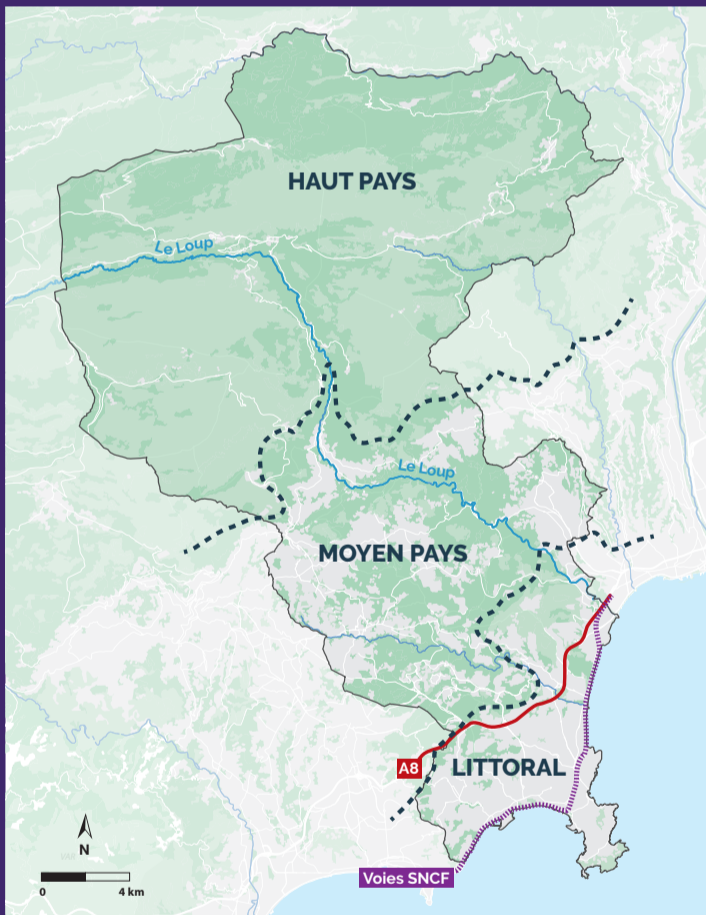 HAUT PAYS
Le Loup
Le Loup
MOYEN PAYS
A8
LITTORAL
N
0 4 km
Voies SNCF